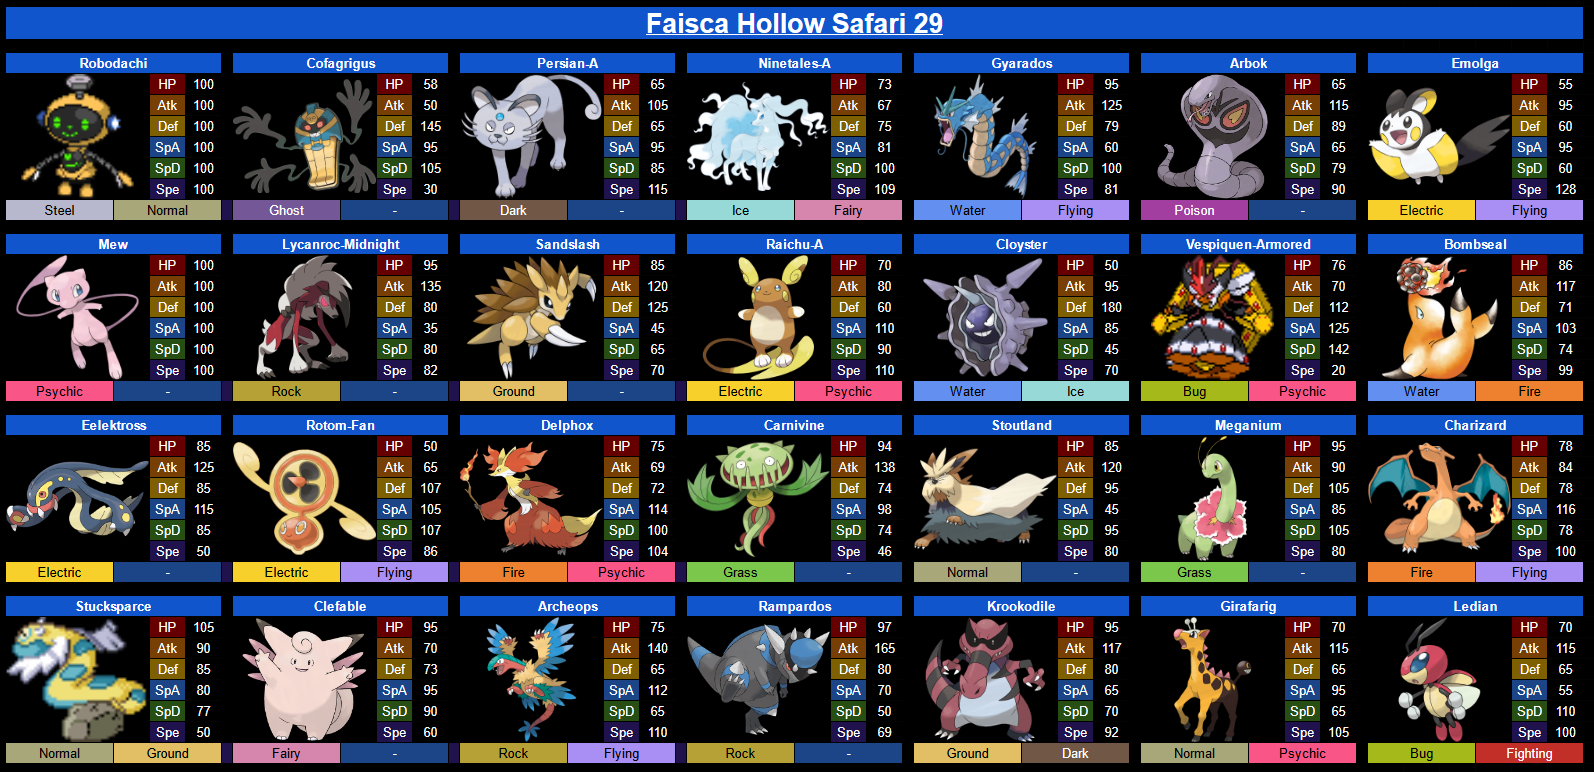 Faisca Hollow Safari 29
Robodachi
HP 100
Atk 100
Def 100
SpA 100
SpD 100
Spe 100
Steel Normal
Cofagrigus
HP 58
Atk 50
Def 145
SpA 95
SpD 105
Spe 30
Ghost -
Persian-A
HP 65
Atk 105
Def 65
SpA 95
SpD 85
Spe 115
Dark -
Ninetales-A
HP 73
Atk 67
Def 75
SpA 81
SpD 100
Spe 109
Ice Fairy
Gyarados
HP 95
Atk 125
Def 79
SpA 60
SpD 100
Spe 81
Water Flying
Arbok
HP 65
Atk 115
Def 89
SpA 65
SpD 79
Spe 90
Poison -
Emolga
HP 55
Atk 95
Def 60
SpA 95
SpD 60
Spe 128
Electric Flying
Mew
HP 100
Atk 100
Def 100
SpA 100
SpD 100
Spe 100
Psychic -
Lycanroc-Midnight
HP 95
Atk 135
Def 80
SpA 35
SpD 80
Spe 82
Rock -
Sandslash
HP 85
Atk 120
Def 125
SpA 45
SpD 65
Spe 70
Ground -
Raichu-A
HP 70
Atk 80
Def 60
SpA 110
SpD 90
Spe 110
Electric Psychic
Cloyster
HP 50
Atk 95
Def 180
SpA 85
SpD 45
Spe 70
Water Ice
Vespiquen-Armored
HP 76
Atk 70
Def 112
SpA 125
SpD 142
Spe 20
Bug Psychic
Bombseal
HP 86
Atk 117
Def 71
SpA 103
SpD 74
Spe 99
Water Fire
Eelektross
HP 85
Atk 125
Def 85
SpA 115
SpD 85
Spe 50
Electric -
Rotom-Fan
HP 50
Atk 65
Def 107
SpA 105
SpD 107
Spe 86
Electric Flying
Delphox
HP 75
Atk 69
Def 72
SpA 114
SpD 100
Spe 104
Fire Psychic
Carnivine
HP 94
Atk 138
Def 74
SpA 98
SpD 74
Spe 46
Grass -
Stoutland
HP 85
Atk 120
Def 95
SpA 45
SpD 95
Spe 80
Normal -
Meganium
HP 95
Atk 90
Def 105
SpA 85
SpD 105
Spe 80
Grass -
Charizard
HP 78
Atk 84
Def 78
SpA 116
SpD 78
Spe 100
Fire Flying
Stucksparce
HP 105
Atk 90
Def 85
SpA 80
SpD 77
Spe 50
Normal Ground
Clefable
HP 95
Atk 70
Def 73
SpA 95
SpD 90
Spe 60
Fairy -
Archeops
HP 75
Atk 140
Def 65
SpA 112
SpD 65
Spe 110
Rock Flying
Rampardos
HP 97
Atk 165
Def 80
SpA 70
SpD 50
Spe 69
Rock -
Krookodile
HP 95
Atk 117
Def 80
SpA 65
SpD 70
Spe 92
Ground Dark
Girafarig
HP 70
Atk 115
Def 65
SpA 95
SpD 65
Spe 105
Normal Psychic
Ledian
HP 70
Atk 115
Def 65
SpA 55
SpD 110
Spe 100
Bug Fighting